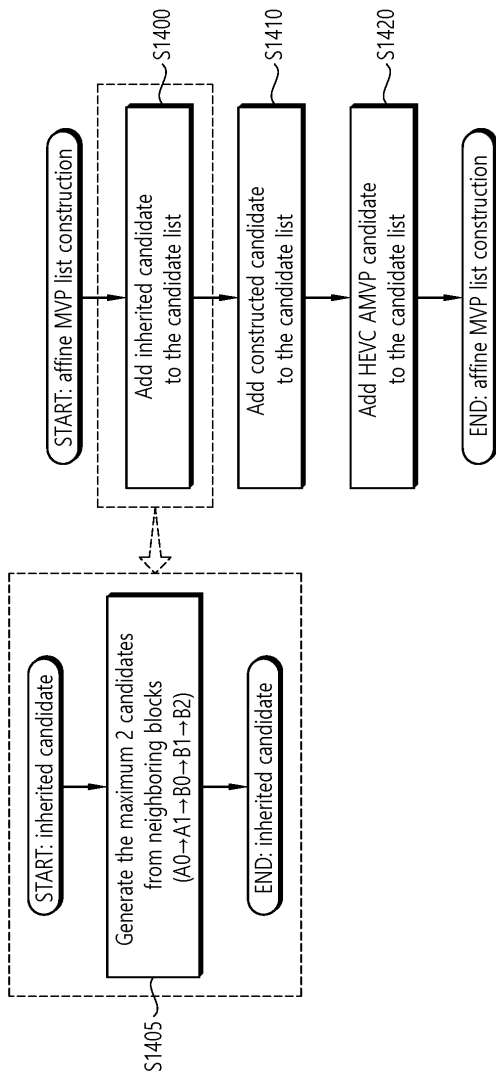 START: affine MVP list construction
S1400
Add inherited candidate
to the candidate list
S1410
Add constructed candidate
to the candidate list
S1420
Add HEVC AMVP candidate
to the candidate list
END: affine MVP list construction
START: inherited candidate
S1405
Generate the maximum 2 candidates
from neighboring blocks
(A0→A1→B0→B1→B2)
END: inherited candidate